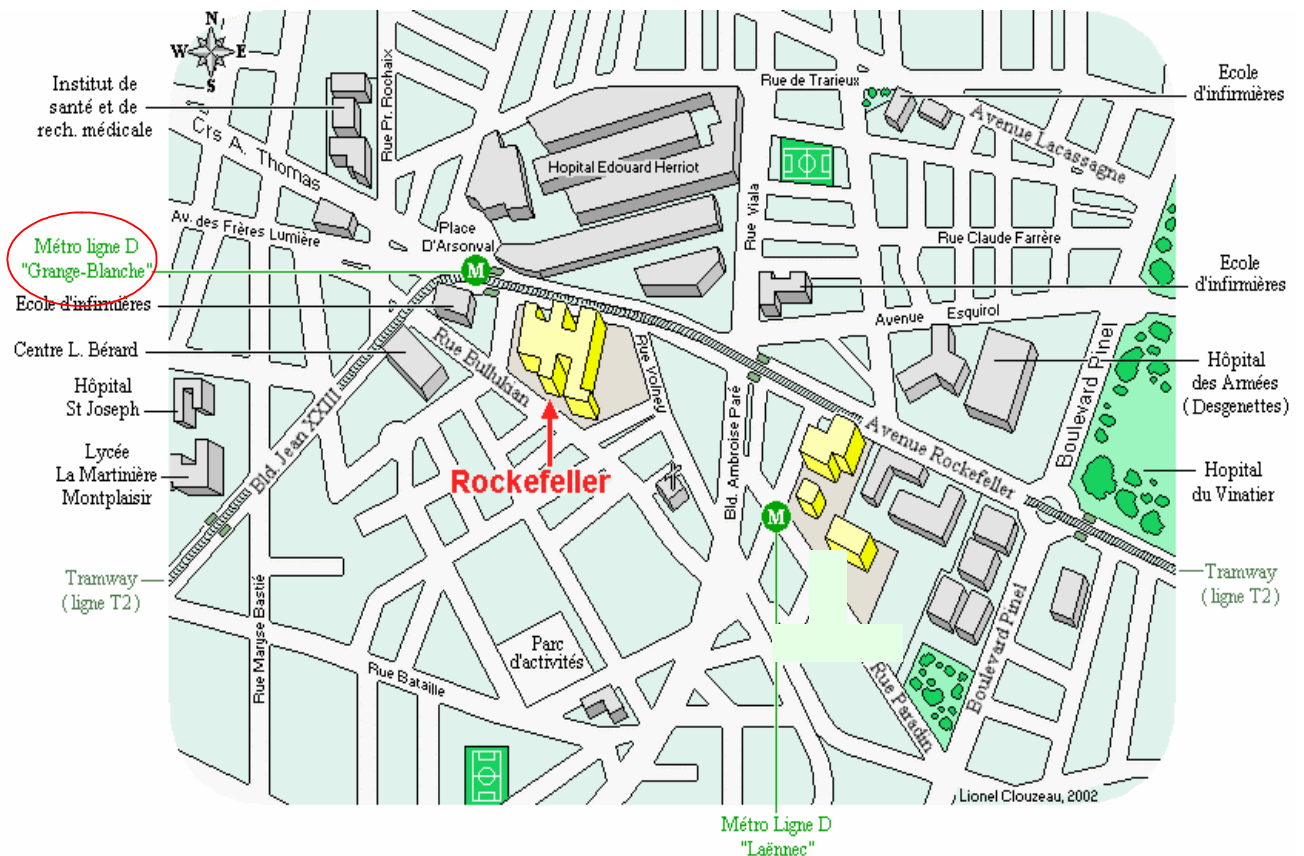 N
W E
S
Institut de
santé et de
rech. médicale
Rue Pr. Rochaix
Crs A. Thomas
Av. des Frères Lumière
Place
D'Arsonval
Hopital Edouard Herriot
Rue de Trarieux
Ecole
d'infirmières
Avenue Lacassagne
Rue Viala
Rue Claude Farrère
Métro ligne D
"Grange-Blanche"
M
Ecole d'infirmières
Ecole
d'infirmières
Avenue Esquirol
Centre L. Bérard
Rue Bullukian
Rue Volney
Boulevard Pinel
Hôpital
des Armées
(Desgenettes)
Hôpital
St Joseph
Bld. Jean XXIII
Bld. Ambroise Paré
Avenue Rockefeller
Lycée
La Martinière
Montplaisir
Rockefeller
Hopital
du Vinatier
M
Tramway
(ligne T2)
Tramway
(ligne T2)
Rue Maryse Bastié
Parc
d'activités
Rue Bataille
Rue Paradin
Boulevard Pinel
Lionel Clouzeau, 2002
Métro Ligne D
"Laënnec"